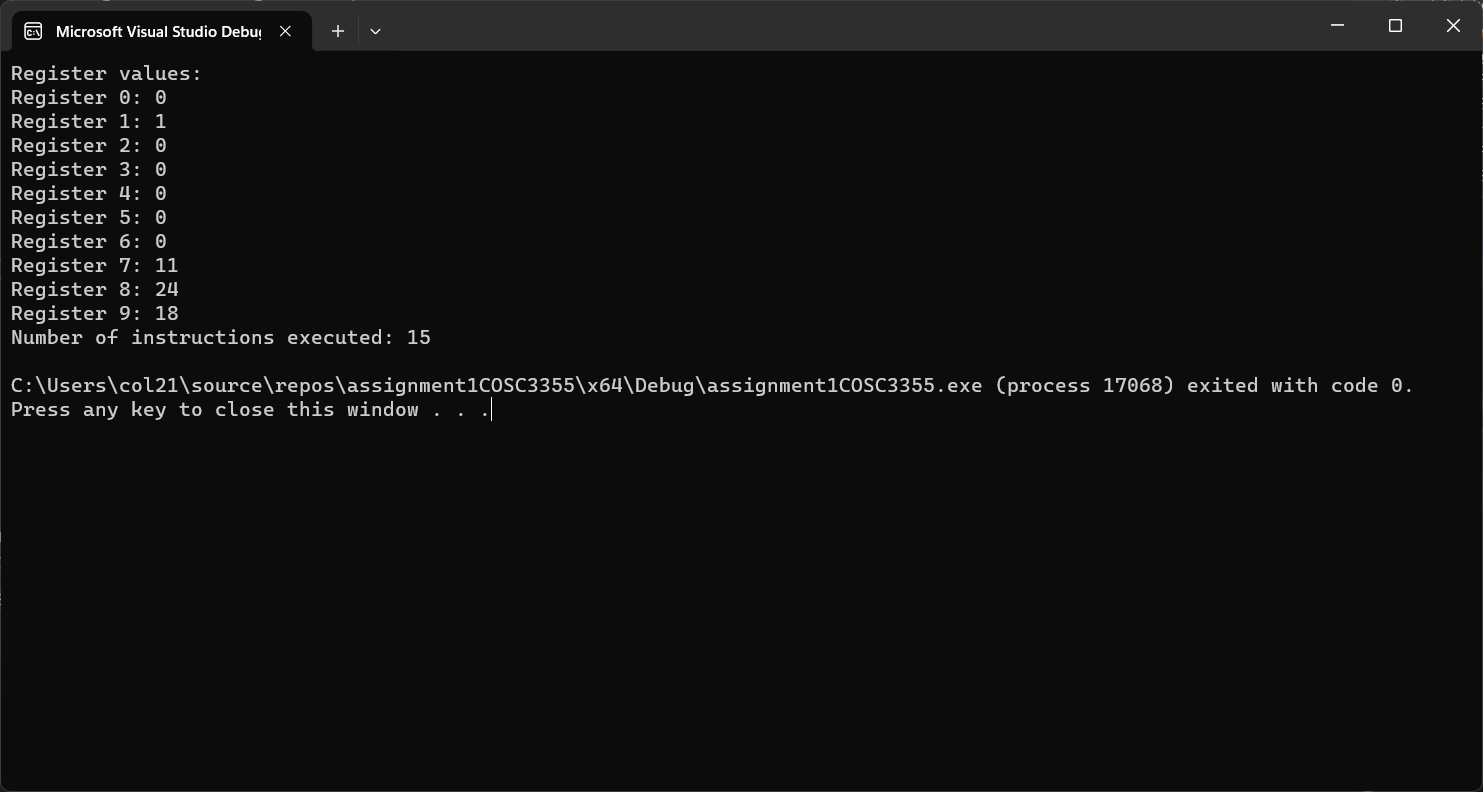 Microsoft Visual Studio Debug
Register values:
Register 0: 0
Register 1: 1
Register 2: 0
Register 3: 0
Register 4: 0
Register 5: 0
Register 6: 0
Register 7: 11
Register 8: 24
Register 9: 18
Number of instructions executed: 15
C:\Users\col21\source\repos\assignment1COSC3355\x64\Debug\assignment1COSC3355.exe (process 17068) exited with code 0.
Press any key to close this window . . .